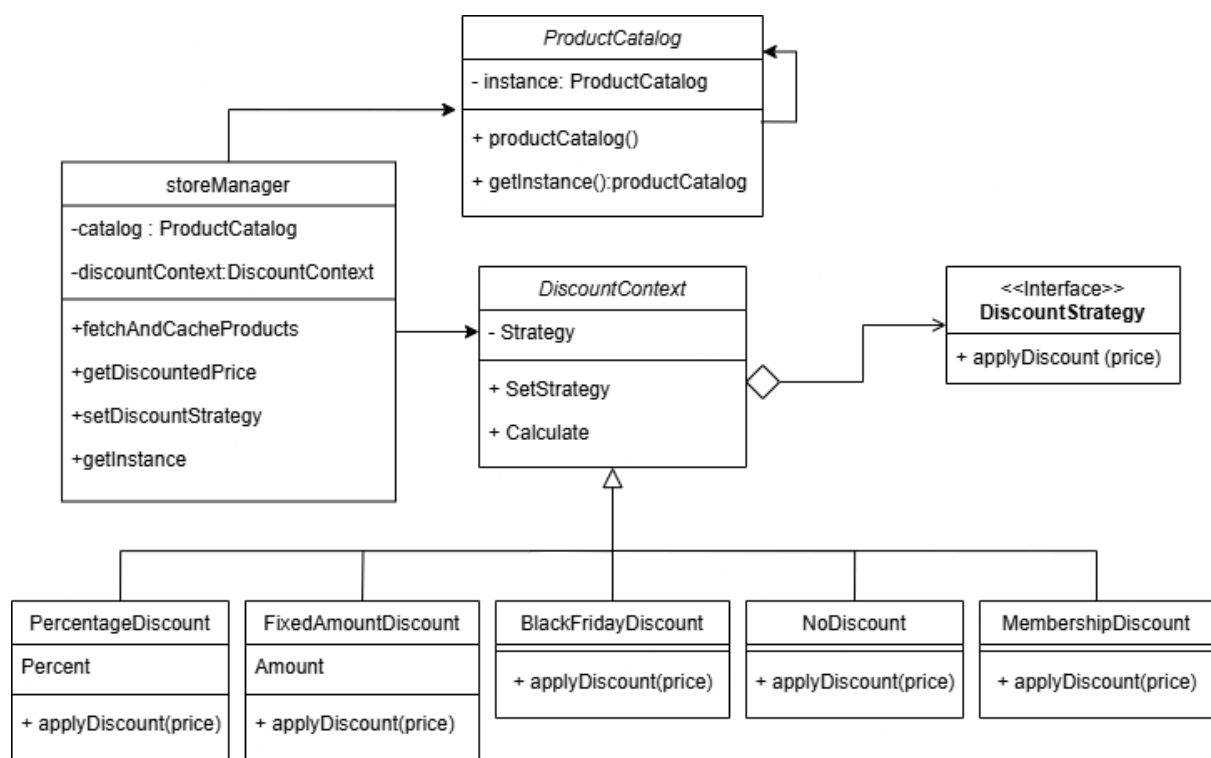 ProductCatalog
- instance: ProductCatalog
+ productCatalog()
+ getInstance():productCatalog
storeManager
-catalog : ProductCatalog
-discountContext:DiscountContext
+fetchAndCacheProducts
+getDiscountedPrice
+setDiscountStrategy
+getInstance
DiscountContext
- Strategy
+ SetStrategy
+ Calculate
<<Interface>>
DiscountStrategy
+ applyDiscount (price)
PercentageDiscount
Percent
+ applyDiscount(price)
FixedAmountDiscount
Amount
+ applyDiscount(price)
BlackFridayDiscount
+ applyDiscount(price)
NoDiscount
+ applyDiscount(price)
MembershipDiscount
+ applyDiscount(price)